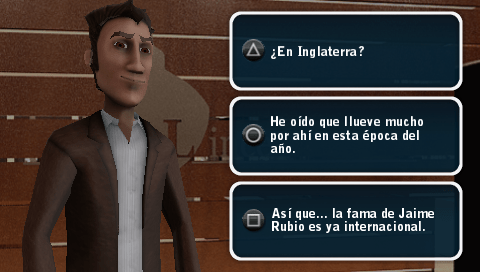 ¿En Inglaterra?
He oído que llueve mucho
por ahí en esta época del
año.
Así que... la fama de Jaime
Rubio es ya internacional.